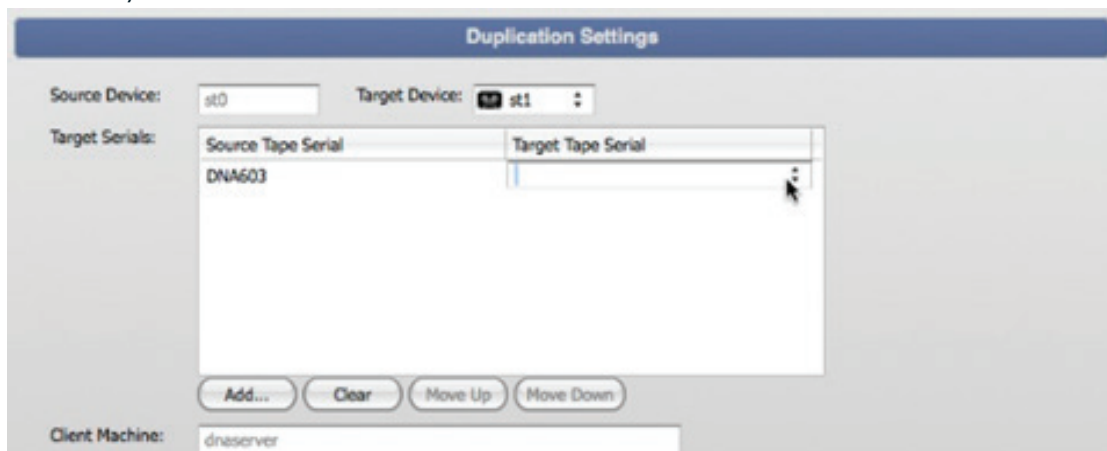 Duplication Settings
Source Device: st0 Target Device: st1
Target Serials: Source Tape Serial Target Tape Serial
DNA603
Add... Clear Move Up Move Down
Client Machine: dnaserver